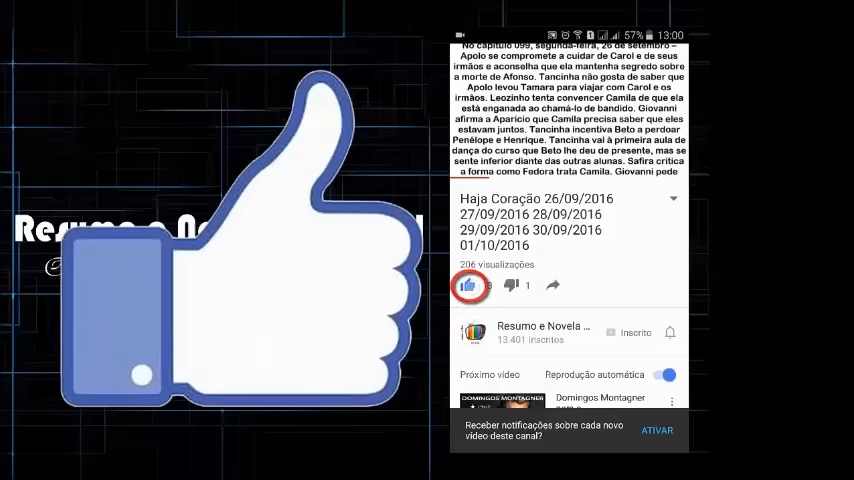 Resumo e No
57% 13:00
No capítulo 099, segunda-feira, 26 de setembro –
Apolo se compromete a cuidar de Carol e de seus
irmãos e aconselha que ela mantenha segredo sobre
a morte de Afonso. Tancinha não gosta de saber que
Apolo levou Tamara para viajar com Carol e os
irmãos. Leozinho tenta convencer Camila de que ela
está enganada ao chamá-lo de bandido. Giovanni
afirma a Aparício que Camila precisa saber que eles
estavam juntos. Tancinha incentiva Beto a perdoar
Penélope e Henrique. Tancinha vai à primeira aula de
dança do curso que Beto lhe deu de presente, mas se
sente inferior diante das outras alunas. Safira critica
a forma como Fedora trata Camila. Giovanni pede
Haja Coração 26/09/2016
27/09/2016 28/09/2016
29/09/2016 30/09/2016
01/10/2016
206 visualizações
1
Resumo e Novela ...
Inscrito
13.401 inscritos
Próximo vídeo Reprodução automática
DOMINGOS MONTAGNER
Domingos Montagner
Receber notificações sobre cada novo
vídeo deste canal?
ATIVAR